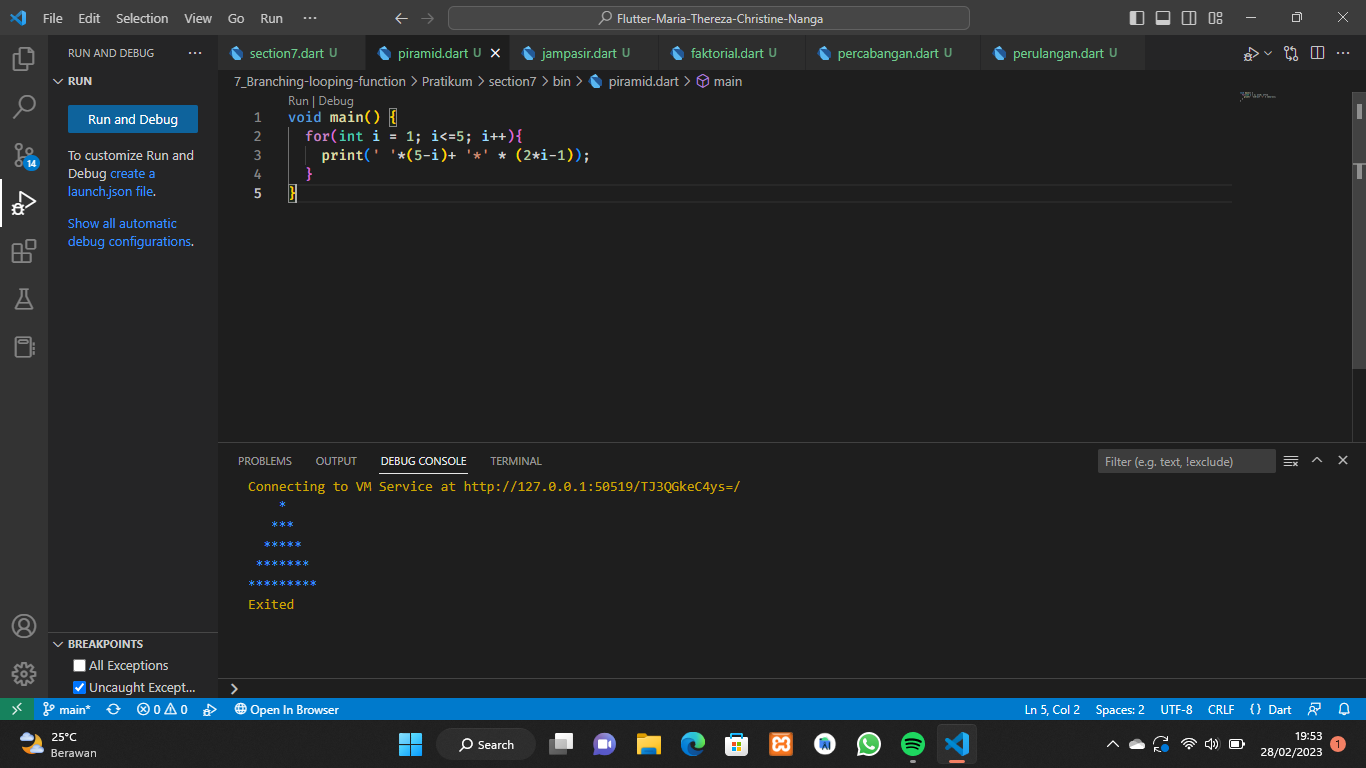 File Edit Selection View Go Run ···
Flutter-Maria-Thereza-Christine-Nanga
RUN AND DEBUG ···
section7.dart U piramid.dart U jampasir.dart U faktorial.dart U percabangan.dart U perulangan.dart U
RUN
7_Branching-looping-function > Pratikum > section7 > bin > piramid.dart > main
Run and Debug
To customize Run and
Debug create a
launch.json file.
Show all automatic
debug configurations.
Run | Debug
1 void main() {
2 for(int i = 1; i<=5; i++){
3 print(' '*(5-i)+ '*' * (2*i-1));
4 }
5 }
PROBLEMS OUTPUT DEBUG CONSOLE TERMINAL
Filter (e.g. text, !exclude)
Connecting to VM Service at http://127.0.0.1:50519/TJ3QGkeC4ys=/
    *
   ***
  *****
 *******
*********
Exited
BREAKPOINTS
All Exceptions
Uncaught Except...
14
main* 0 0 Open In Browser Ln 5, Col 2 Spaces: 2 UTF-8 CRLF {} Dart
25°C
Berawan
Search
19:53
28/02/2023
1